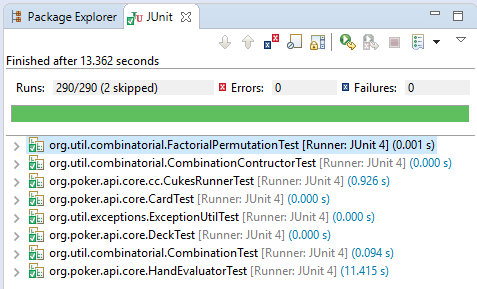 Package Explorer JUnit
Finished after 13.362 seconds
Runs: 290/290 (2 skipped) Errors: 0 Failures: 0
org.util.combinatorial.FactorialPermutationTest [Runner: JUnit 4] (0.001 s)
org.util.combinatorial.CombinationContructorTest [Runner: JUnit 4] (0.000 s)
org.poker.api.core.cc.CukesRunnerTest [Runner: JUnit 4] (0.926 s)
org.poker.api.core.CardTest [Runner: JUnit 4] (0.000 s)
org.util.exceptions.ExceptionUtilTest [Runner: JUnit 4] (0.000 s)
org.poker.api.core.DeckTest [Runner: JUnit 4] (0.000 s)
org.util.combinatorial.CombinationTest [Runner: JUnit 4] (0.094 s)
org.poker.api.core.HandEvaluatorTest [Runner: JUnit 4] (11.415 s)